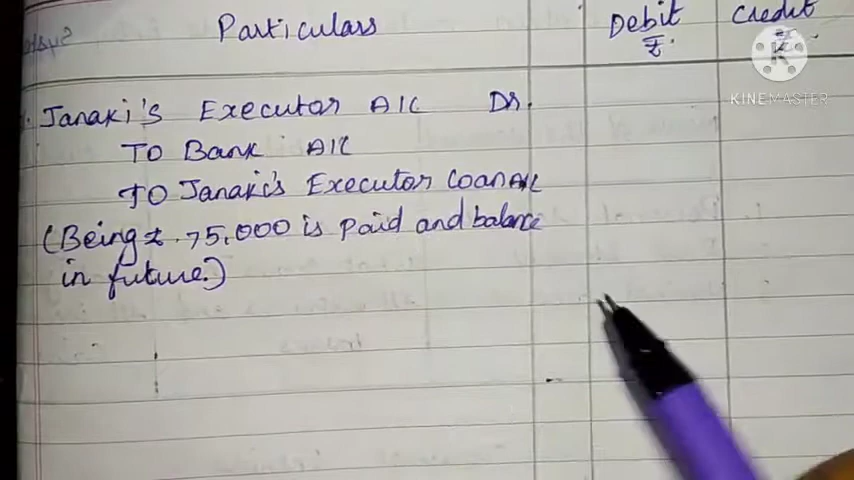 Particulars
Debit
₹.
Credit
₹.
KINEMASTER
Janaki's Executor A/C Dr.
To Bank A/C
To Janaki's Executor Loan A/C
(Being ₹. 75,000 is paid and balance
in future.)